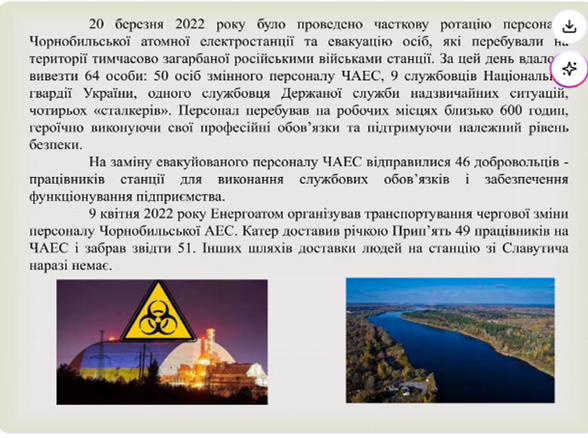 20 березня 2022 року було проведено часткову ротацію
Чорнобильської атомної електростанції та евакуацію осіб, які перебували на
території тимчасово загарбаної російськими військами станції. За цей день
вивезти 64 особи: 50 осіб змінного персоналу ЧАЕС, 9 службовців
гвардії України, одного службовця Держаної служби надзвичайних ситуацій,
чотирьох «сталкерів». Персонал перебував на робочих місцях близько 600 годин,
героїчно виконуючи свої професійні обов’язки та підтримуючи належний рівень
безпеки.
На заміну евакуйованого персоналу ЧАЕС відправилися 46 добровольців -
працівників станції для виконання службових обов’язків і забезпечення
функціонування підприємства.
9 квітня 2022 року Енергоатом організував транспортування чергової зміни
персоналу Чорнобильської АЕС. Катер доставив річкою Прип’ять 49 працівників на
ЧАЕС і забрав звідти 51. Інших шляхів доставки людей на станцію зі Славутича
наразі немає.